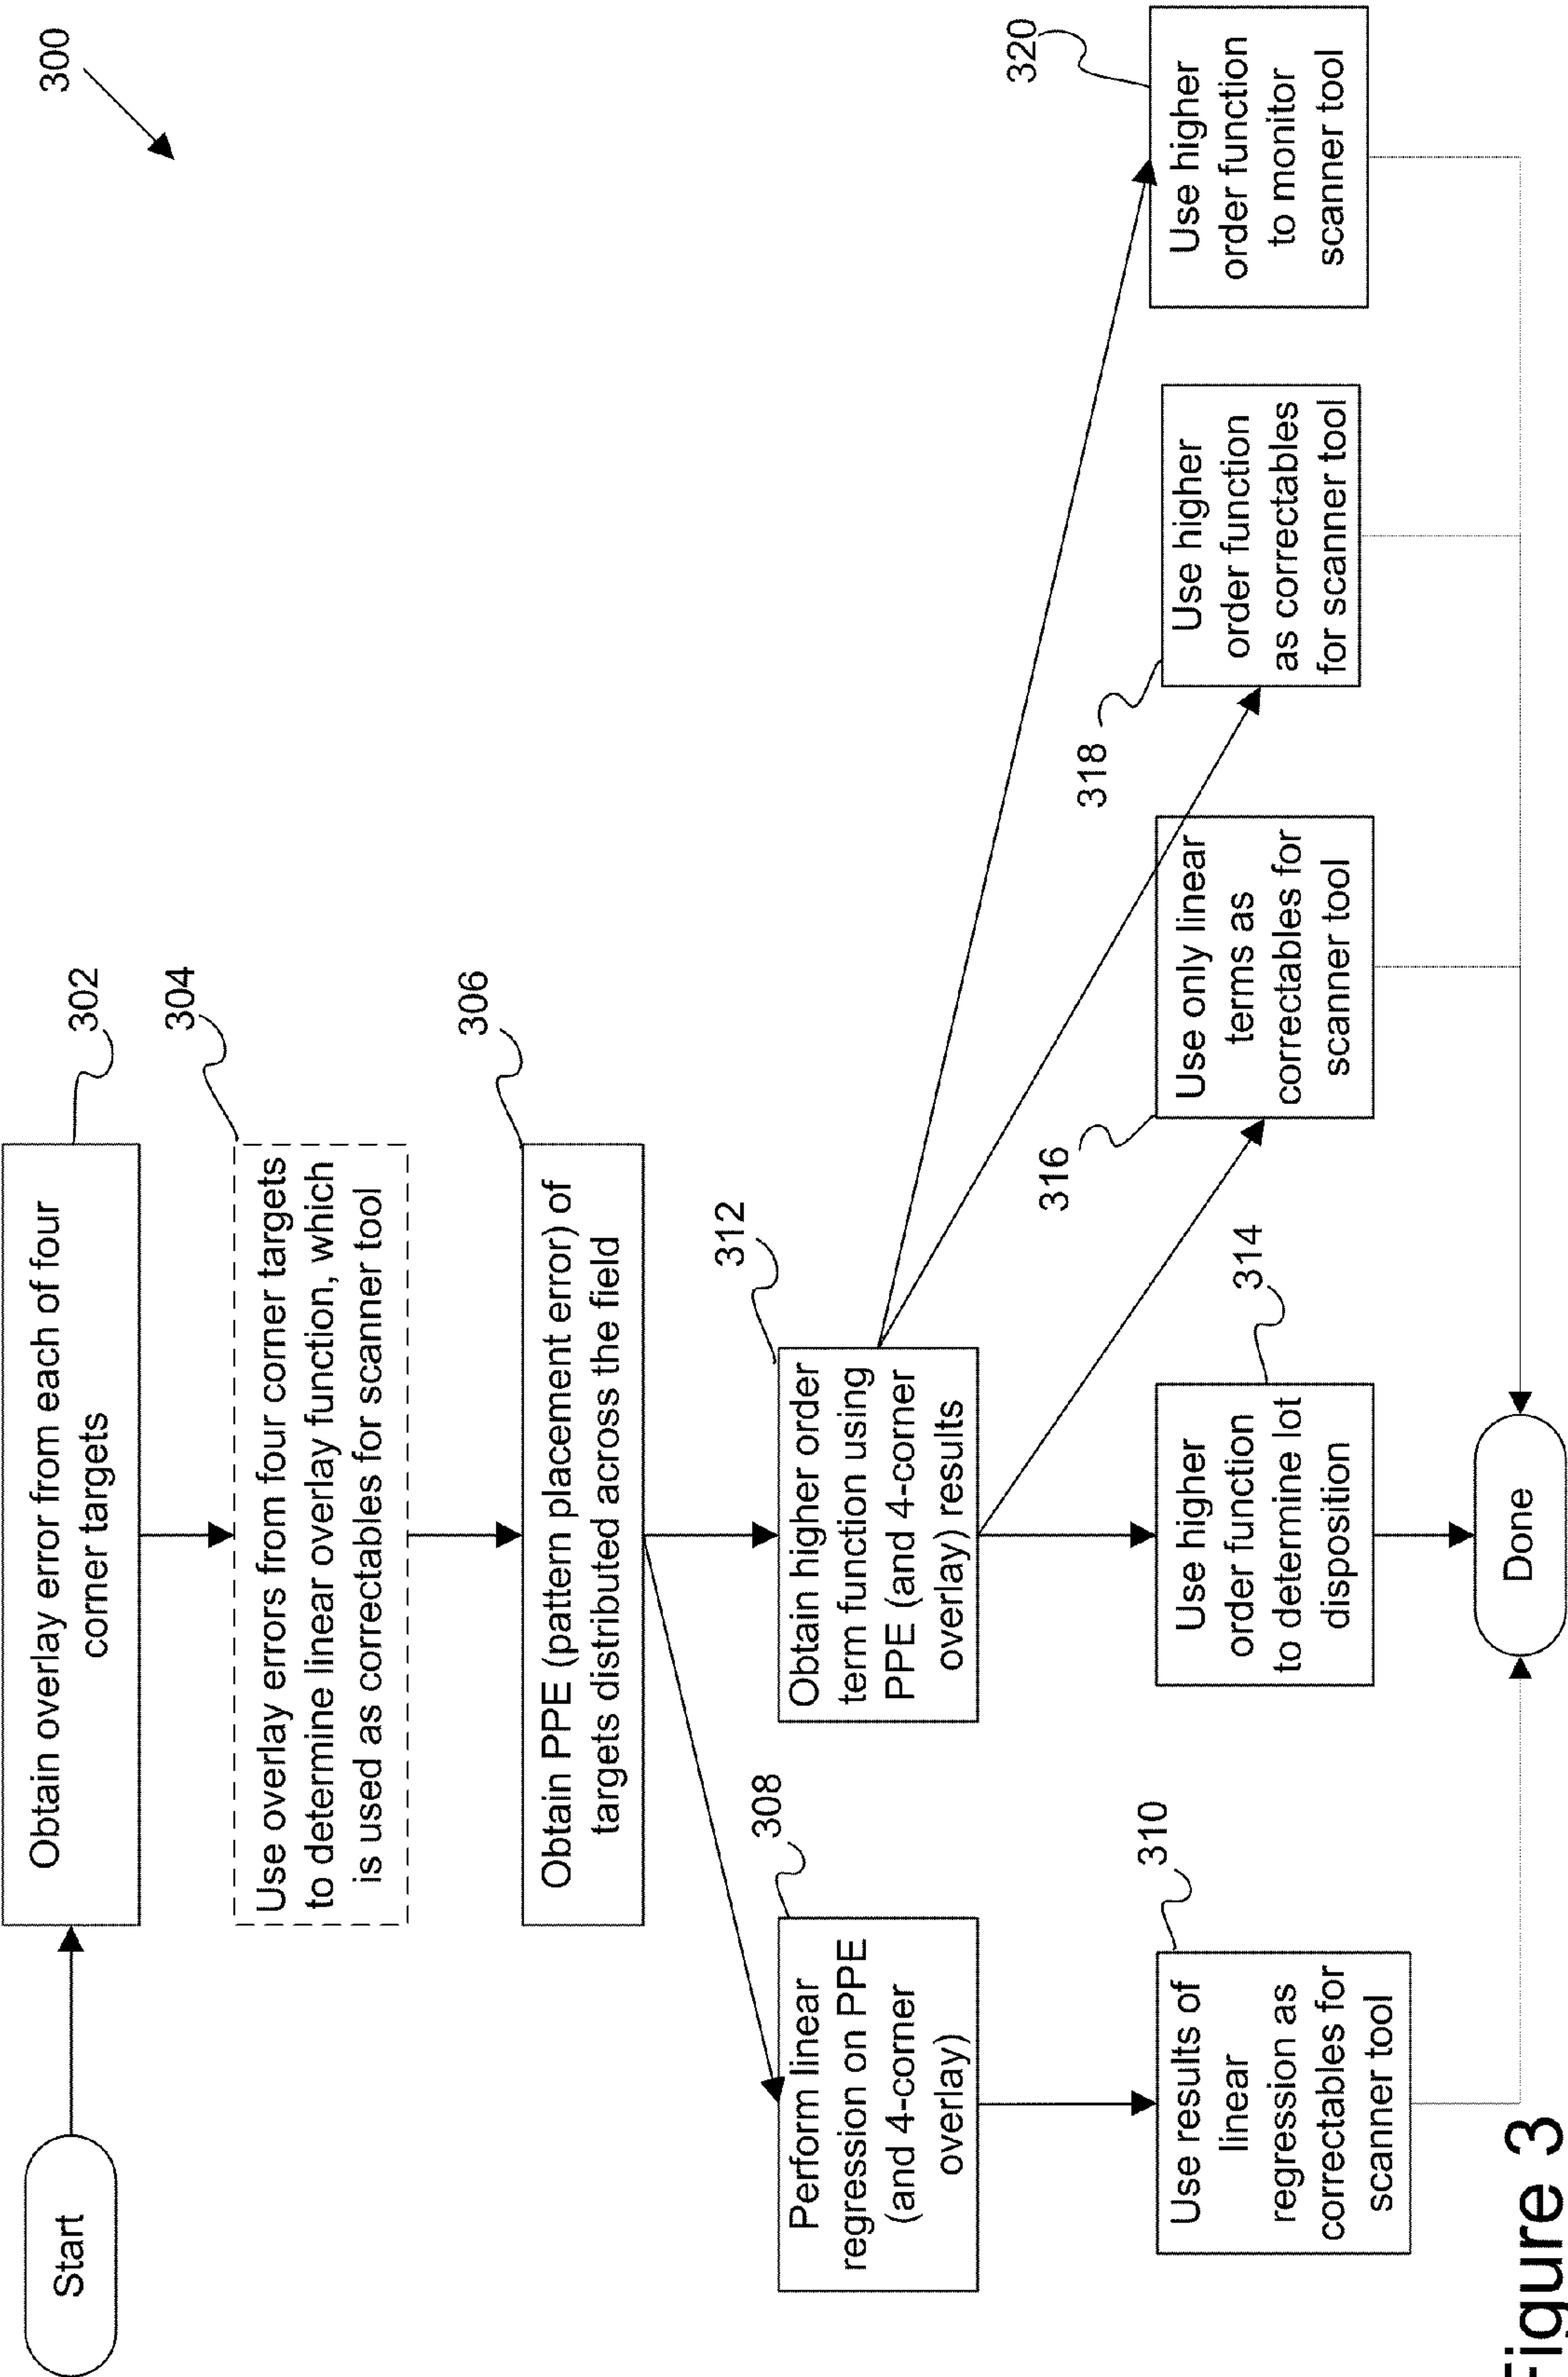 300
Start
Obtain overlay error from each of four
corner targets
302
Use overlay errors from four corner targets
to determine linear overlay function, which
is used as correctables for scanner tool
304
Obtain PPE (pattern placement error) of
targets distributed across the field
306
Perform linear
regression on PPE
(and 4-corner
overlay)
308
Obtain higher order
term function using
PPE (and 4-corner
overlay) results
312
Use results of
linear
regression as
correctables for
scanner tool
310
Use higher
order function
to determine lot
disposition
314
Use only linear
terms as
correctables for
scanner tool
316
Use higher
order function
as correctables
for scanner tool
318
Use higher
order function
to monitor
scanner tool
320
Done
Figure 3